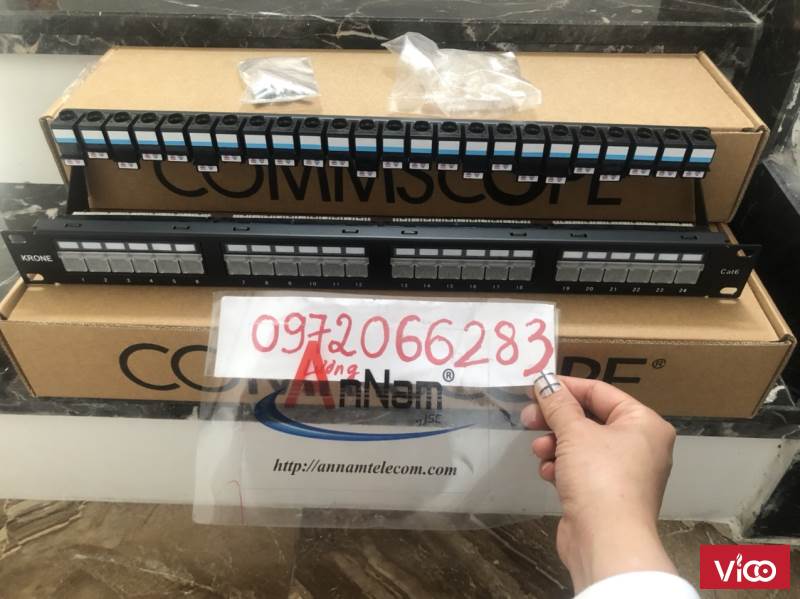 COMMSCOPE
KRONE
Cat6
1 2 3 4 5 6 7 8 9 10 11 12 13 14 15 16 17 18 19 20 21 22 23 24
0972066283
Lương
AnNam®
JSC
http://annamtelecom.com
VICO